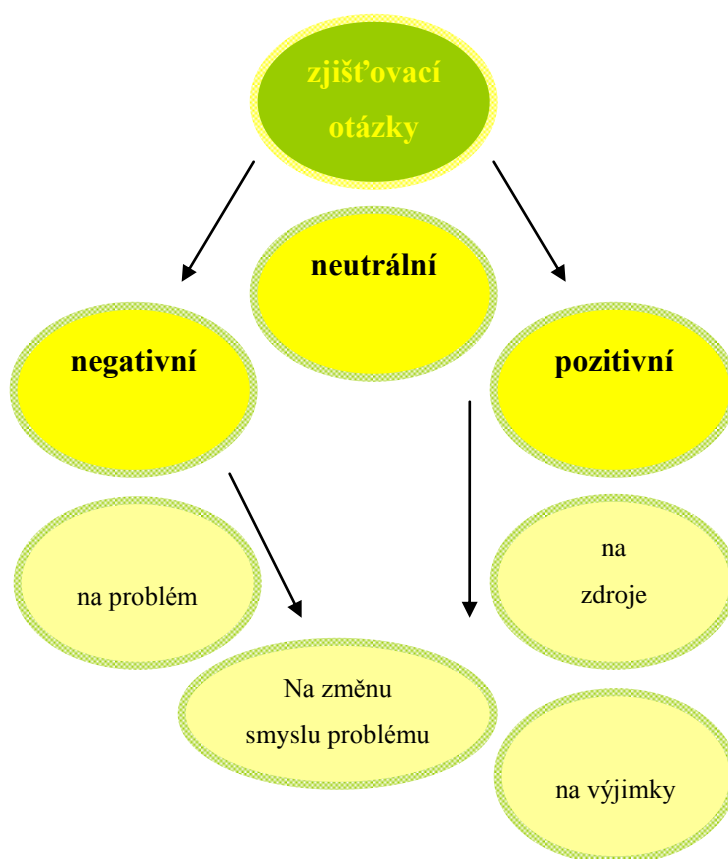 zjišťovací
otázky
neutrální
negativní
pozitivní
na problém
na
zdroje
Na změnu
smyslu problému
na výjimky